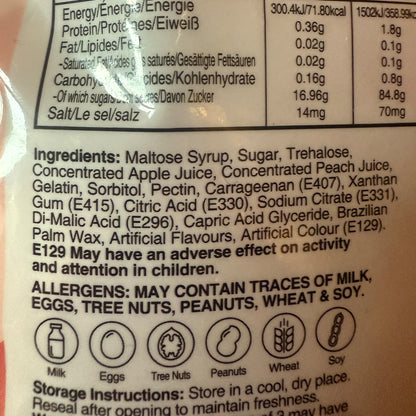 Energy/Énergie/Energie 300.4kJ/71.80kcal 1502kJ/358.99kc
Protein/Protéines/Eiweiß 0.36g 1.8g
Fat/Lipides/Fett 0.02g 0.1g
-Saturated Fat/Acides gras saturés/Gesättigte Fettsäuren 0.02g 0.1g
Carbohydrate/Glucides/Kohlenhydrate 0.16g 0.8g
-Of which sugars/Dont sucres/Davon Zucker 16.96g 84.8g
Salt/Le sel/salz 14mg 70mg
Ingredients: Maltose Syrup, Sugar, Trehalose,
Concentrated Apple Juice, Concentrated Peach Juice,
Gelatin, Sorbitol, Pectin, Carrageenan (E407), Xanthan
Gum (E415), Citric Acid (E330), Sodium Citrate (E331),
Di-Malic Acid (E296), Capric Acid Glyceride, Brazilian
Palm Wax, Artificial Flavours, Artificial Colour (E129).
E129 May have an adverse effect on activity
and attention in children.
ALLERGENS: MAY CONTAIN TRACES OF MILK,
EGGS, TREE NUTS, PEANUTS, WHEAT & SOY.
Milk Eggs Tree Nuts Peanuts Wheat Soy
Storage Instructions: Store in a cool, dry place.
Reseal after opening to maintain freshness.
may have